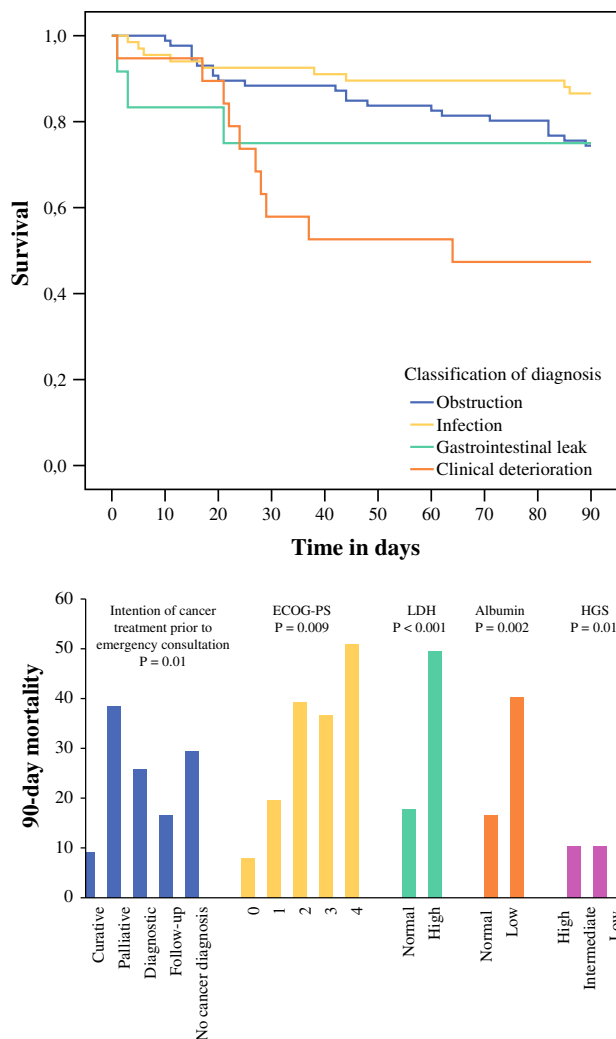 1,0
0,8
0,6
0,4
0,2
0,0
Survival
Classification of diagnosis
Obstruction
Infection
Gastrointestinal leak
Clinical deterioration
0 10 20 30 40 50 60 70 80 90
Time in days
60
50
40
30
20
10
0
90-day mortality
Intention of cancer
treatment prior to
emergency consultation
P = 0.01
ECOG-PS
P = 0.009
LDH
P < 0.001
Albumin
P = 0.002
HGS
P = 0.01
Curative
Palliative
Diagnostic
Follow-up
No cancer diagnosis
0
1
2
3
4
Normal
High
Normal
Low
High
Intermediate
Low